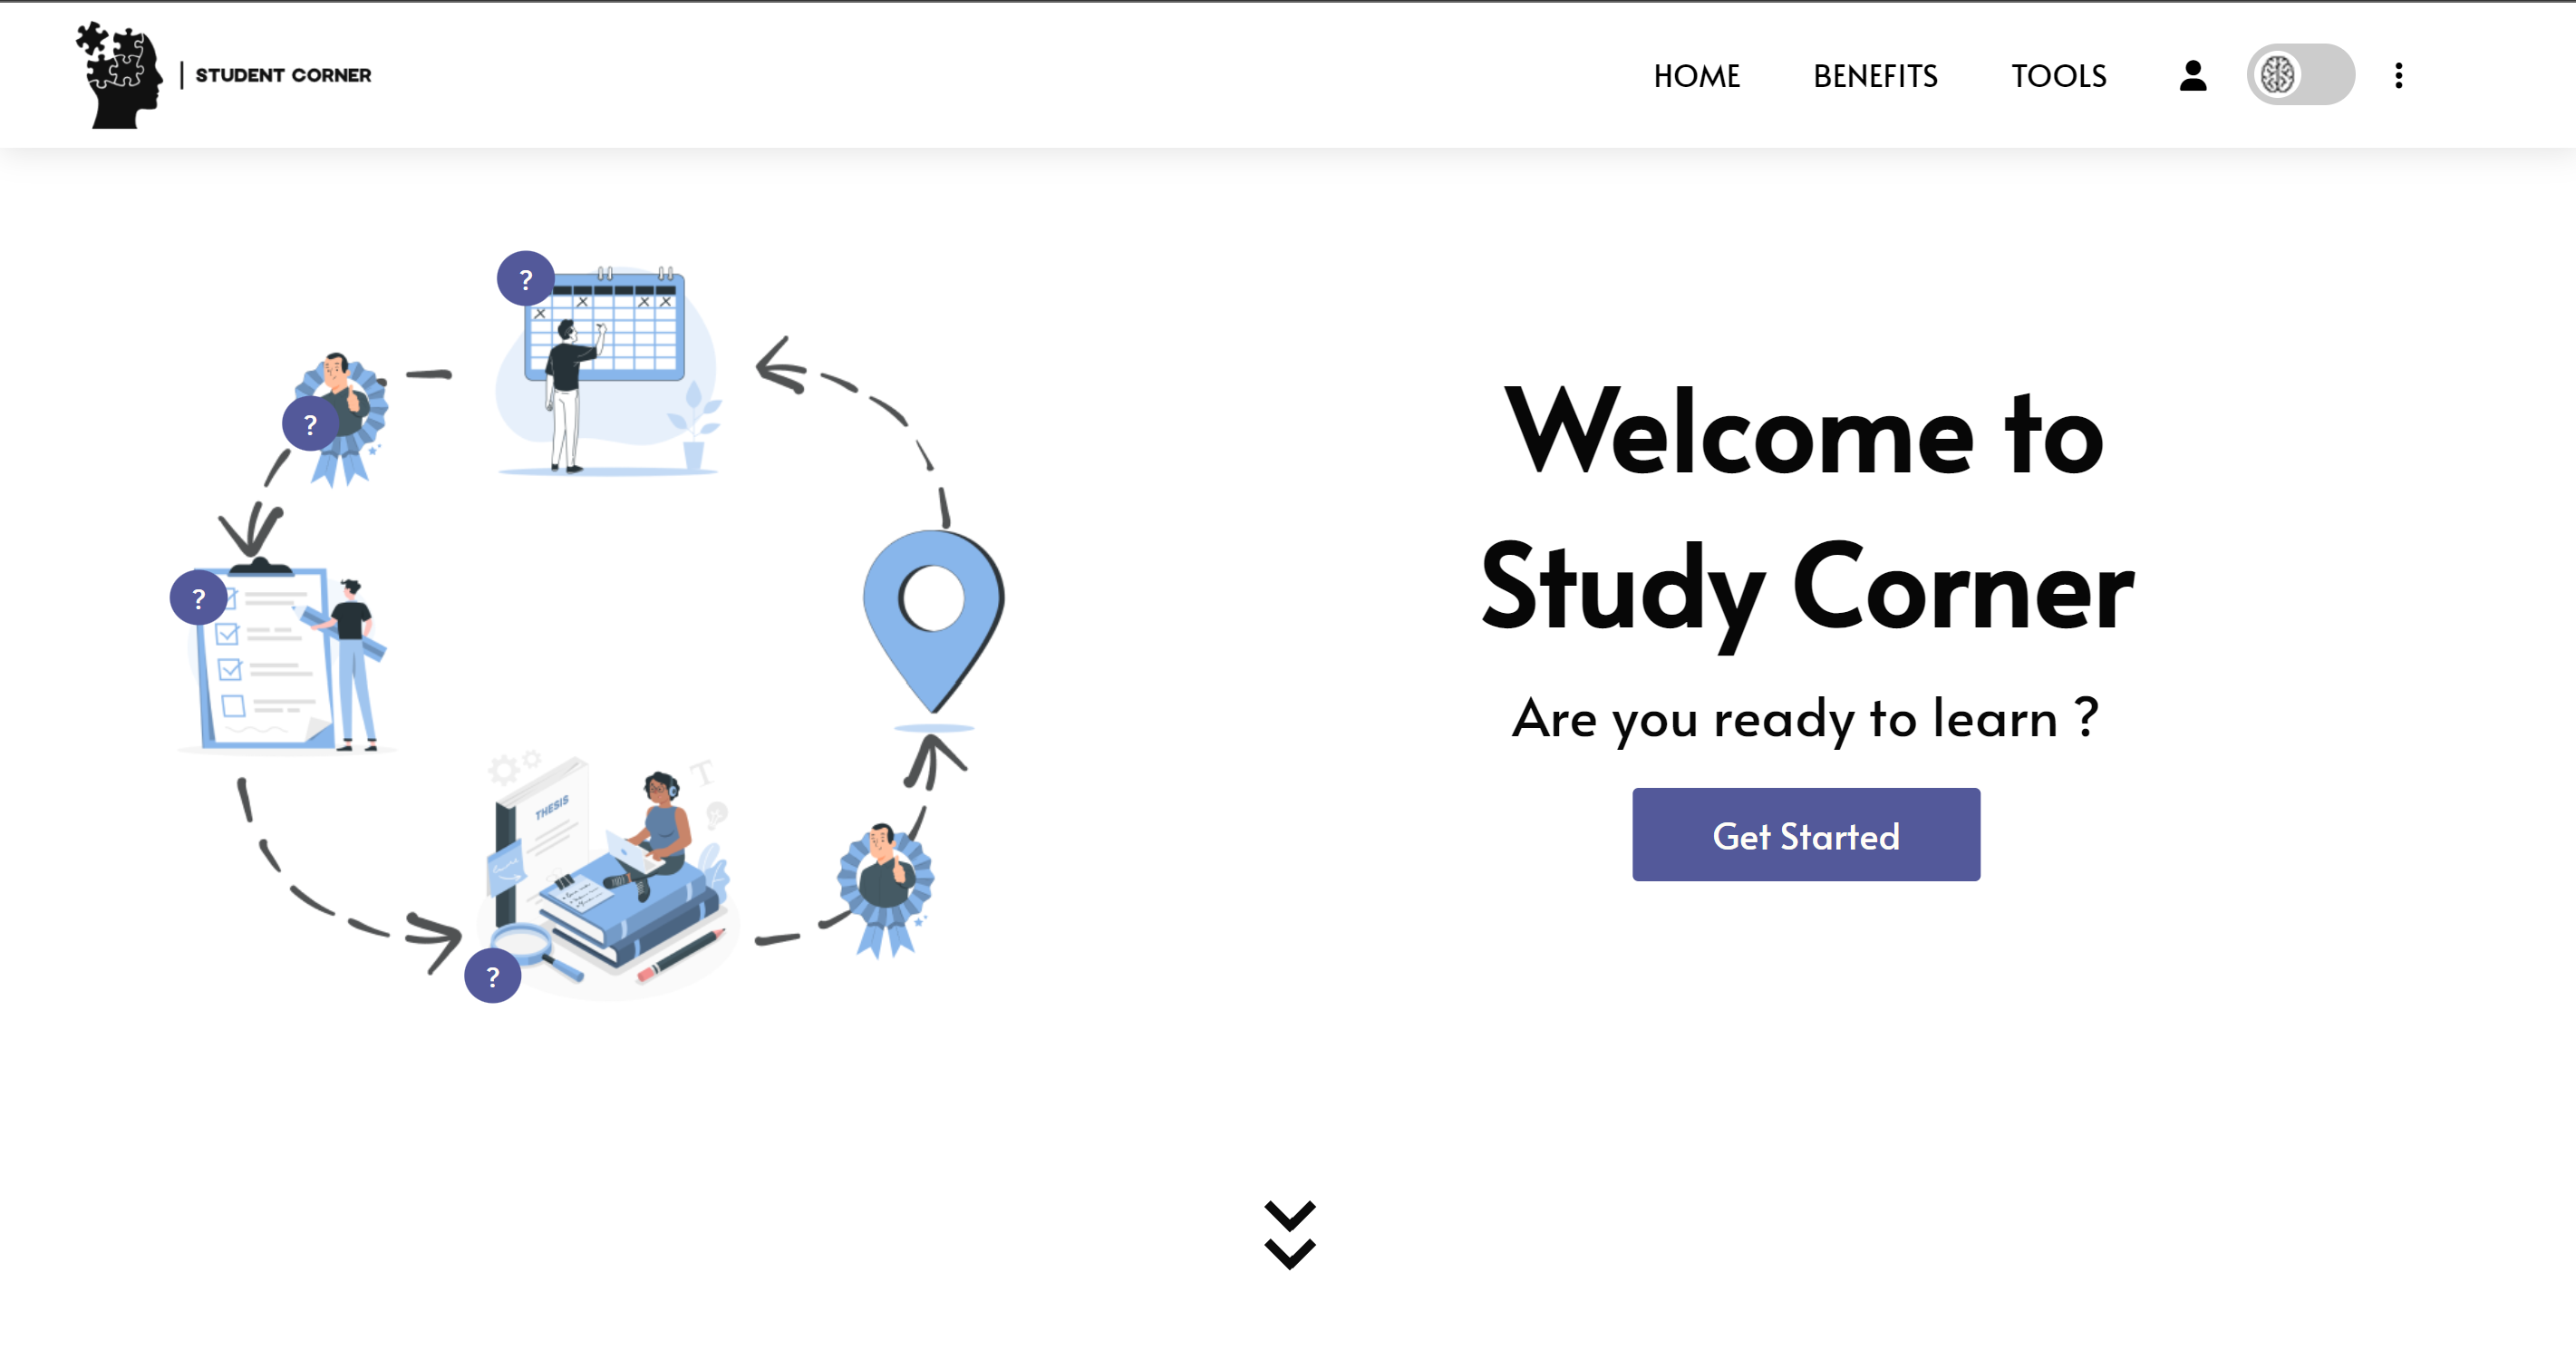 | STUDENT CORNER
HOME
BENEFITS
TOOLS
?
?
?
THESIS
T
?
Welcome to
Study Corner
Are you ready to learn ?
Get Started